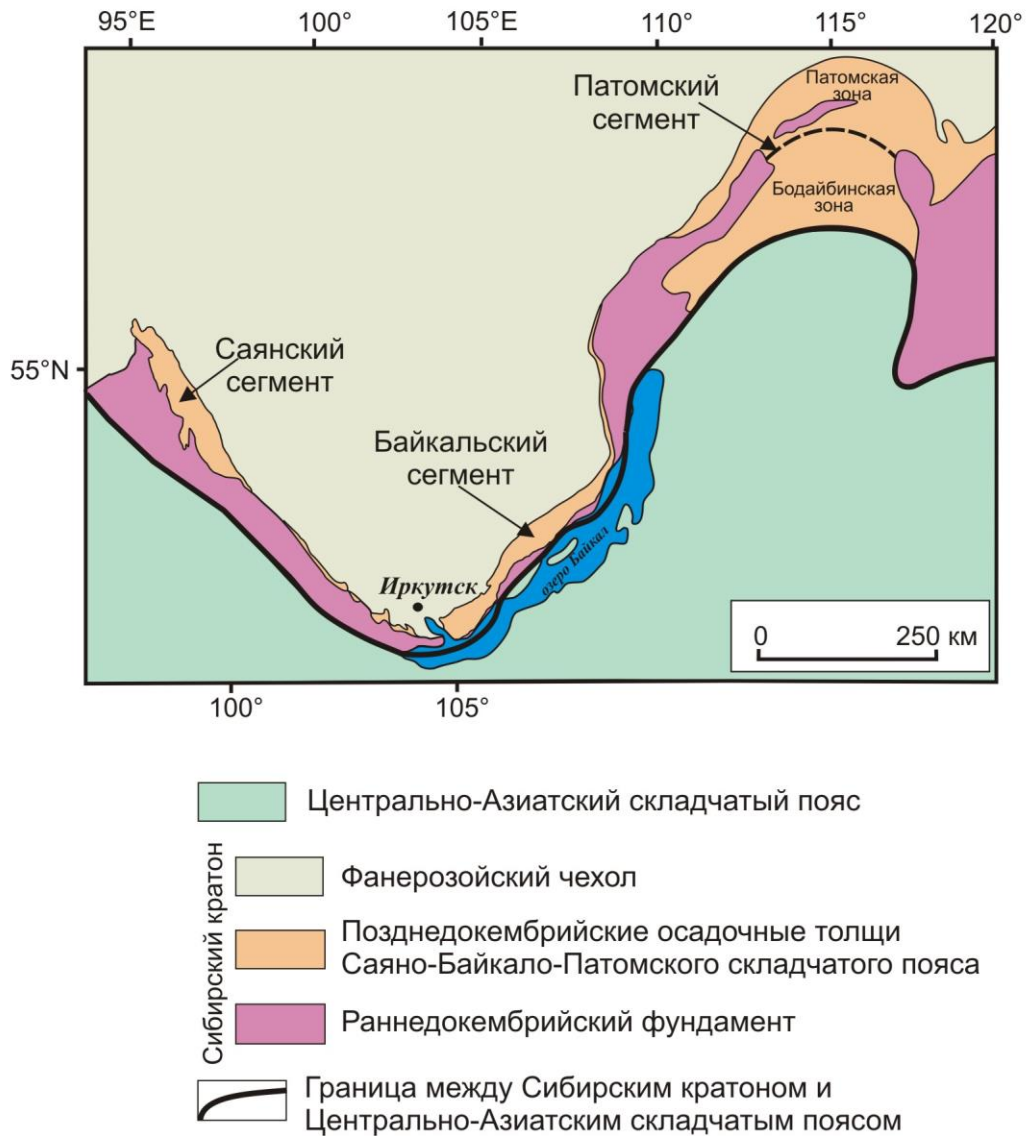 95°E 100° 105°E 110° 115° 120°
Патомская
зона
Патомский
сегмент
Бодайбинская
зона
55°N
Саянский
сегмент
Байкальский
сегмент
Иркутск
озеро Байкал
0 250 км
100° 105°
Центрально-Азиатский складчатый пояс
Сибирский кратон
Фанерозойский чехол
Позднедокембрийские осадочные толщи
Саяно-Байкало-Патомского складчатого пояса
Раннедокембрийский фундамент
Граница между Сибирским кратоном и
Центрально-Азиатским складчатым поясом